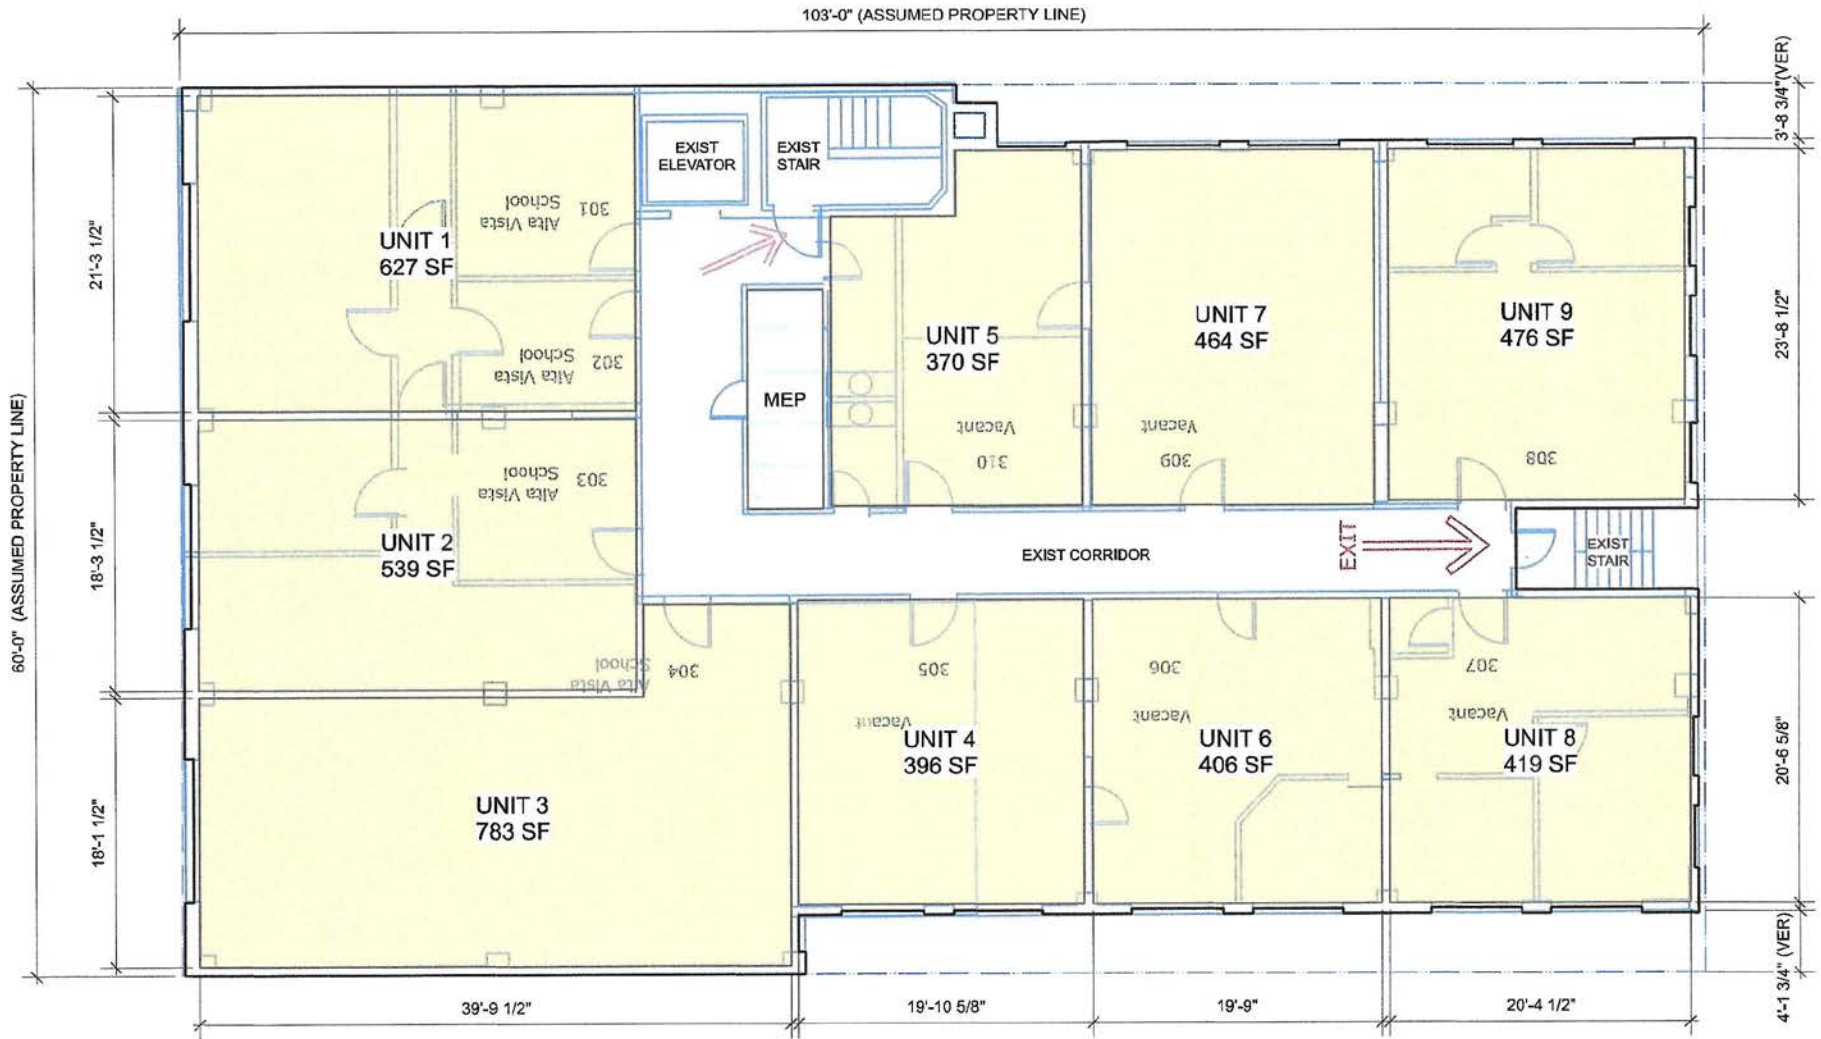 103'-0" (ASSUMED PROPERTY LINE)
3'-8 3/4"(VER)
EXIST
ELEVATOR
EXIST
STAIR
301
Alta Vista
School
UNIT 1
627 SF
21'-3 1/2"
302
Alta Vista
School
MEP
UNIT 5
370 SF
Vacant
310
UNIT 7
464 SF
Vacant
309
UNIT 9
476 SF
308
23'-8 1/2"
60'-0" (ASSUMED PROPERTY LINE)
303
Alta Vista
School
UNIT 2
539 SF
18'-3 1/2"
EXIST CORRIDOR
EXIT
EXIST
STAIR
304
Alta Vista
School
305
Vacant
UNIT 4
396 SF
306
Vacant
UNIT 6
406 SF
307
Vacant
UNIT 8
419 SF
20'-6 5/8"
UNIT 3
783 SF
18'-1 1/2"
4'-1 3/4" (VER)
39'-9 1/2"
19'-10 5/8"
19'-9"
20'-4 1/2"